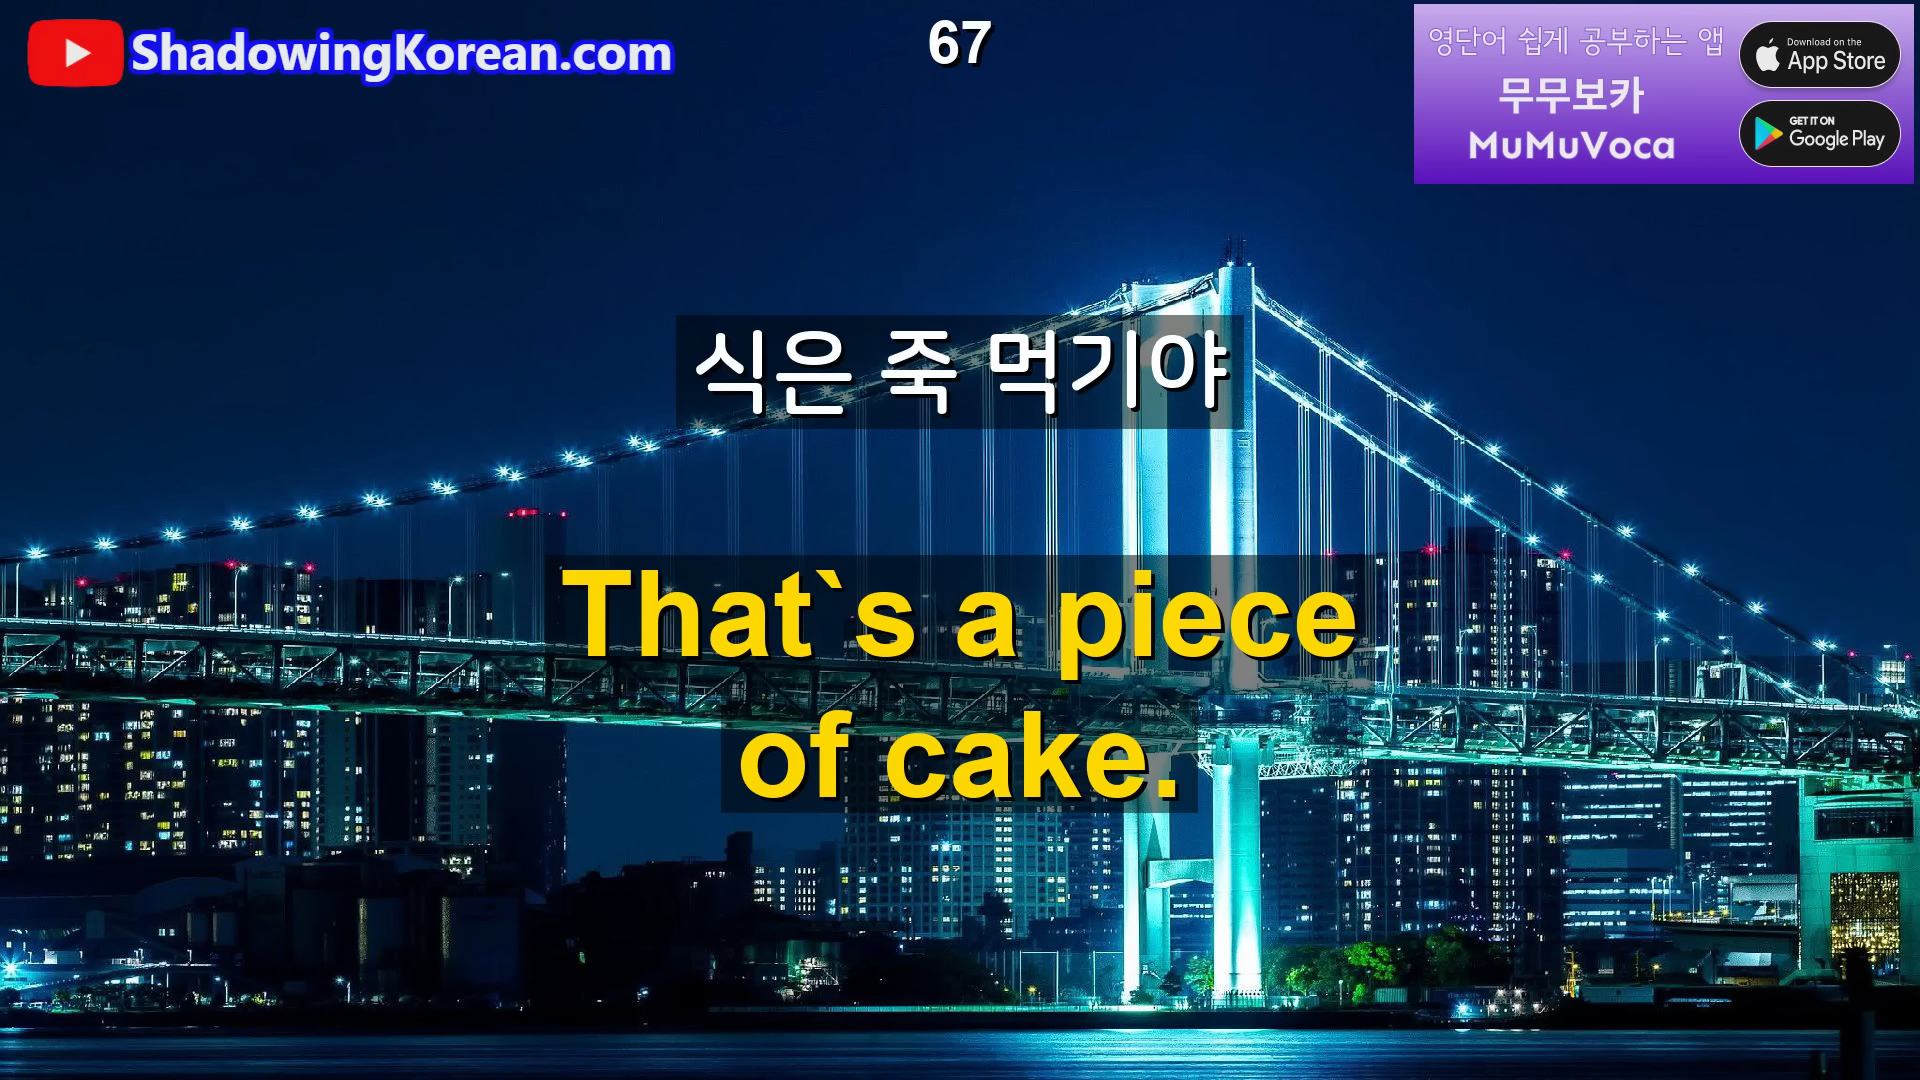 ShadowingKorean.com
67
영단어 쉽게 공부하는 앱
무무보카
MuMuVoca
Download on the
App Store
GET IT ON
Google Play
식은 죽 먹기야
That`s a piece
of cake.